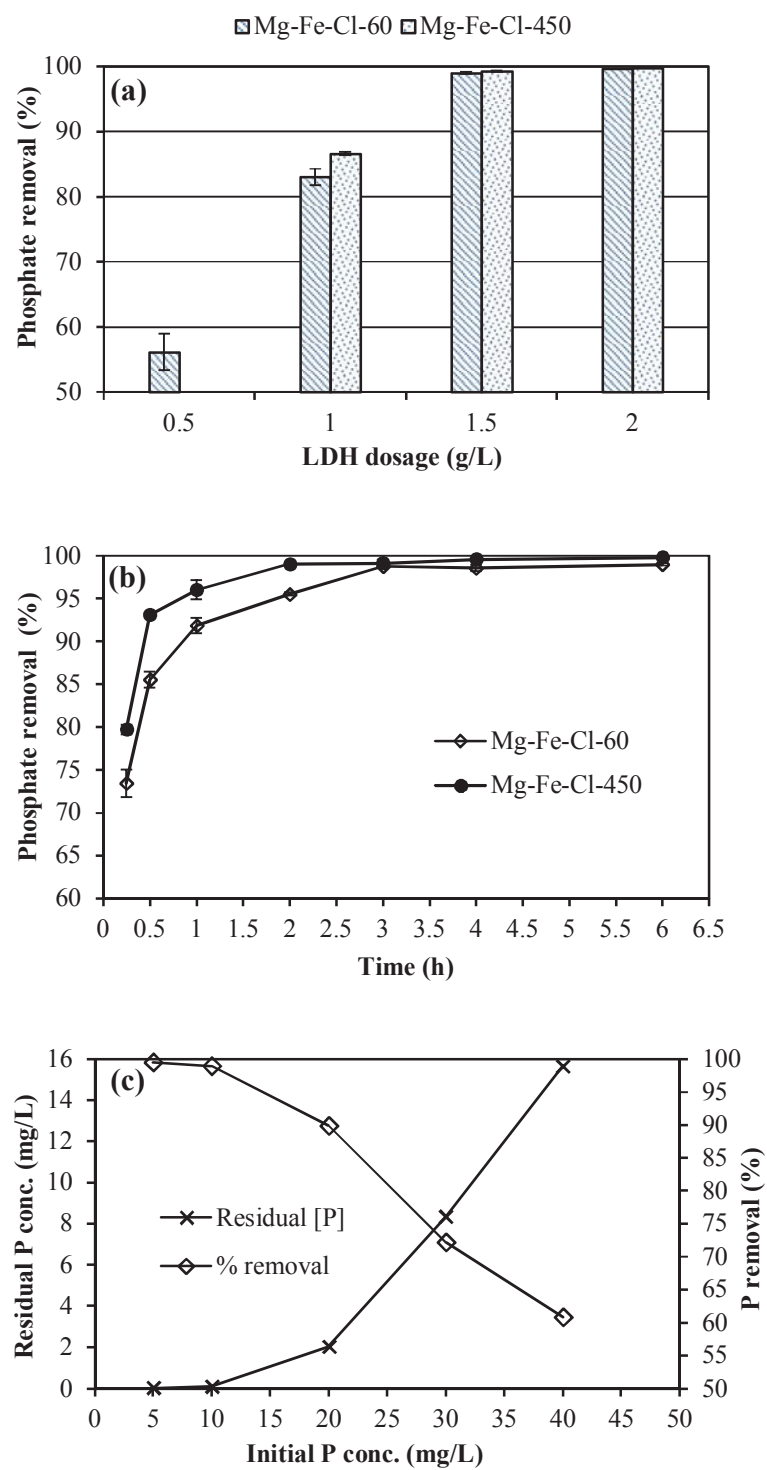 Mg-Fe-Cl-60 Mg-Fe-Cl-450
(a)
Phosphate removal (%)
100
90
80
70
60
50
0.5 1 1.5 2
LDH dosage (g/L)
(b)
Phosphate removal (%)
100
95
90
85
80
75
70
65
60
Mg-Fe-Cl-60
Mg-Fe-Cl-450
0 0.5 1 1.5 2 2.5 3 3.5 4 4.5 5 5.5 6 6.5
Time (h)
(c)
Residual P conc. (mg/L)
16
14
12
10
8
6
4
2
0
Residual [P]
% removal
100
95
90
85
80
75
70
65
60
55
50
P removal (%)
0 5 10 15 20 25 30 35 40 45 50
Initial P conc. (mg/L)